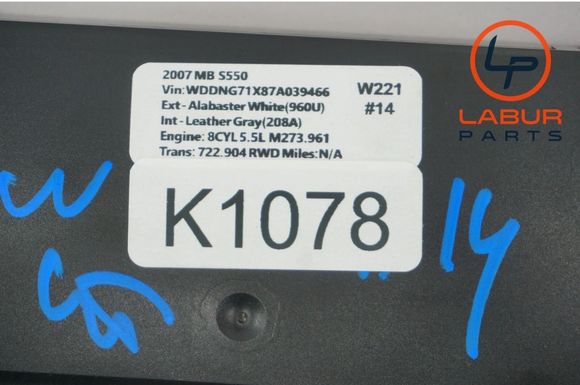 2007 MB S550
Vin: WDDNG71X87A039466
Ext - Alabaster White(960U)
Int - Leather Gray(208A)
Engine: 8CYL 5.5L M273.961
Trans: 722.904 RWD Miles: N/A
W221
#14
K1078
14
LP
LABUR
PARTS